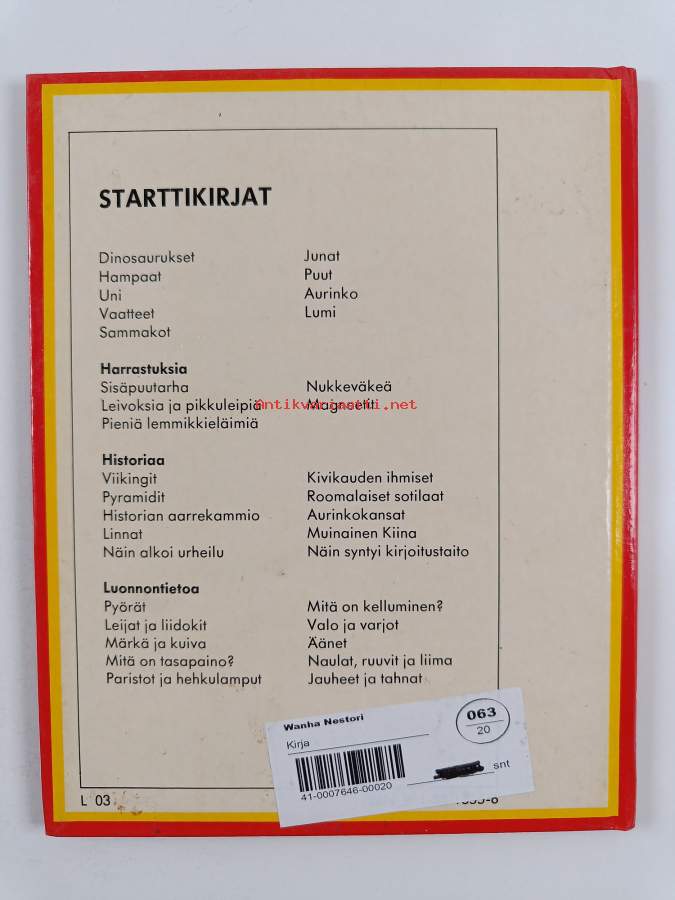 STARTTIKIRJAT
Dinosaurukset
Hampaat
Uni
Vaatteet
Sammakot
Junat
Puut
Aurinko
Lumi
Harrastuksia
Sisäpuutarha
Leivoksia ja pikkuleipiä
Pieniä lemmikkieläimiä
Nukkeväkeä
Magneetit
Antikvariaatti.net
Historiaa
Viikingit
Pyramidit
Historian aarrekammio
Linnat
Näin alkoi urheilu
Kivikauden ihmiset
Roomalaiset sotilaat
Aurinkokansat
Muinainen Kiina
Näin syntyi kirjoitustaito
Luonnontietoa
Pyörät
Leijat ja liidokit
Märkä ja kuiva
Mitä on tasapaino?
Paristot ja hehkulamput
Mitä on kelluminen?
Valo ja varjot
Äänet
Naulat, ruuvit ja liima
Jauheet ja tahnat
Wanha Nestori
Kirja
063
20
snt
41-0007646-00020
L 03